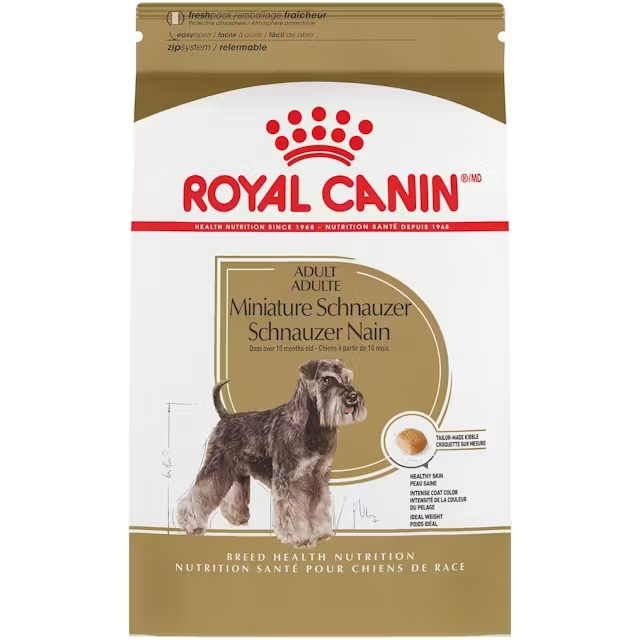 freshpack/emballage fraîcheur
Protective atmosphere / Atmosphère protectrice
easyopen / facile à ouvrir / fácil de abrir
zipsystem / refermable
ROYAL CANIN ®/MD
HEALTH NUTRITION SINCE 1968 • NUTRITION SANTÉ DEPUIS 1968
ADULT
ADULTE
Miniature Schnauzer
Schnauzer Nain
Dogs over 10 months old - Chiens à partir de 10 mois
TAILOR-MADE KIBBLE
CROQUETTE SUR MESURE
HEALTHY SKIN
PEAU SAINE
INTENSE COAT COLOR
INTENSITÉ DE LA COULEUR
DU PELAGE
IDEAL WEIGHT
POIDS IDÉAL
BREED HEALTH NUTRITION
NUTRITION SANTÉ POUR CHIENS DE RACE